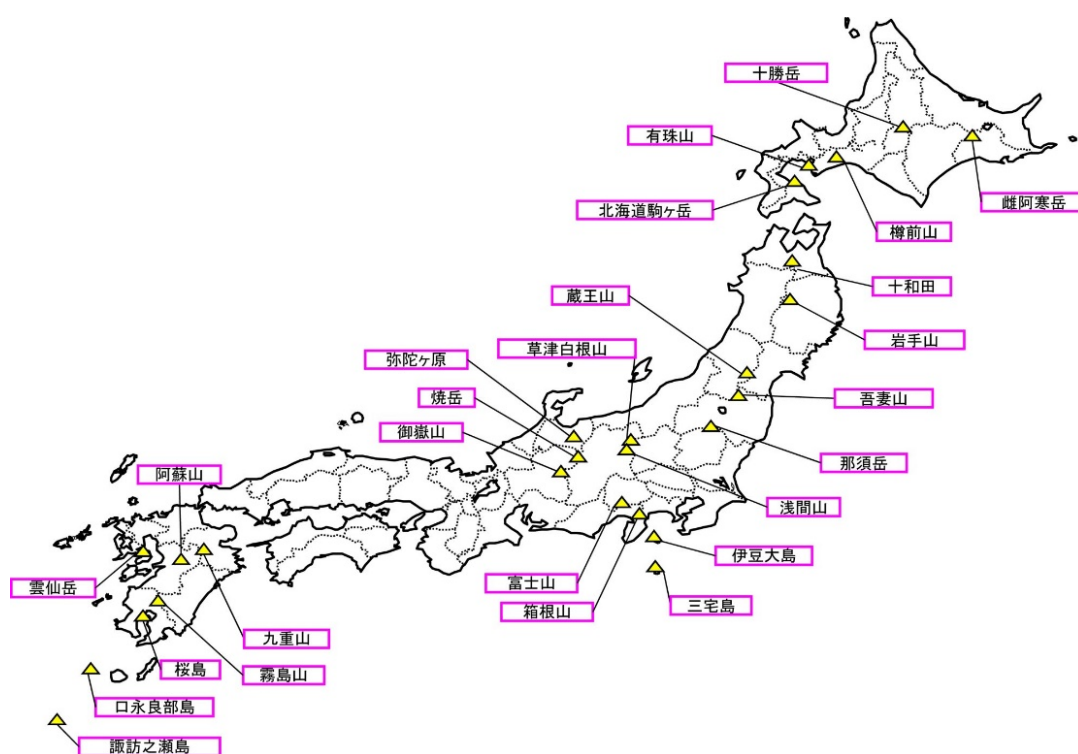 十勝岳
有珠山
北海道駒ヶ岳
雌阿寒岳
樽前山
十和田
蔵王山
岩手山
草津白根山
弥陀ヶ原
焼岳
吾妻山
御嶽山
那須岳
阿蘇山
浅間山
伊豆大島
雲仙岳
富士山
三宅島
箱根山
九重山
桜島
霧島山
口永良部島
諏訪之瀬島